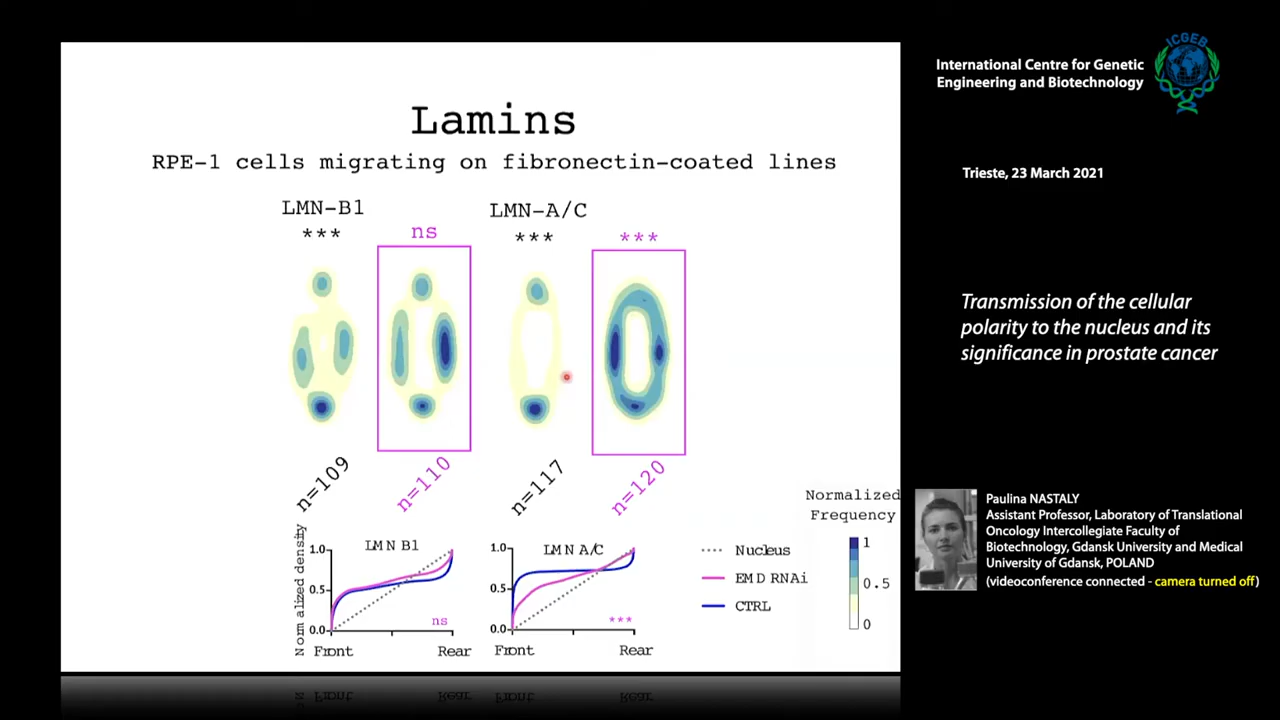 Lamins
RPE-1 cells migrating on fibronectin-coated lines
LMN-B1
LMN-A/C
***
ns
***
***
n=109
n=110
n=117
n=120
Normalized
Frequency
1
0.5
0
Normalized density
LMN B1
1.0
0.5
0.0
ns
Front
Rear
LMN A/C
1.0
0.5
0.0
***
Front
Rear
Nucleus
EMD RNAi
CTRL
ICGEB
International Centre for Genetic
Engineering and Biotechnology
Trieste, 23 March 2021
Transmission of the cellular
polarity to the nucleus and its
significance in prostate cancer
Paulina NASTALY
Assistant Professor, Laboratory of Translational
Oncology Intercollegiate Faculty of
Biotechnology, Gdansk University and Medical
University of Gdansk, POLAND
(videoconference connected - camera turned off)